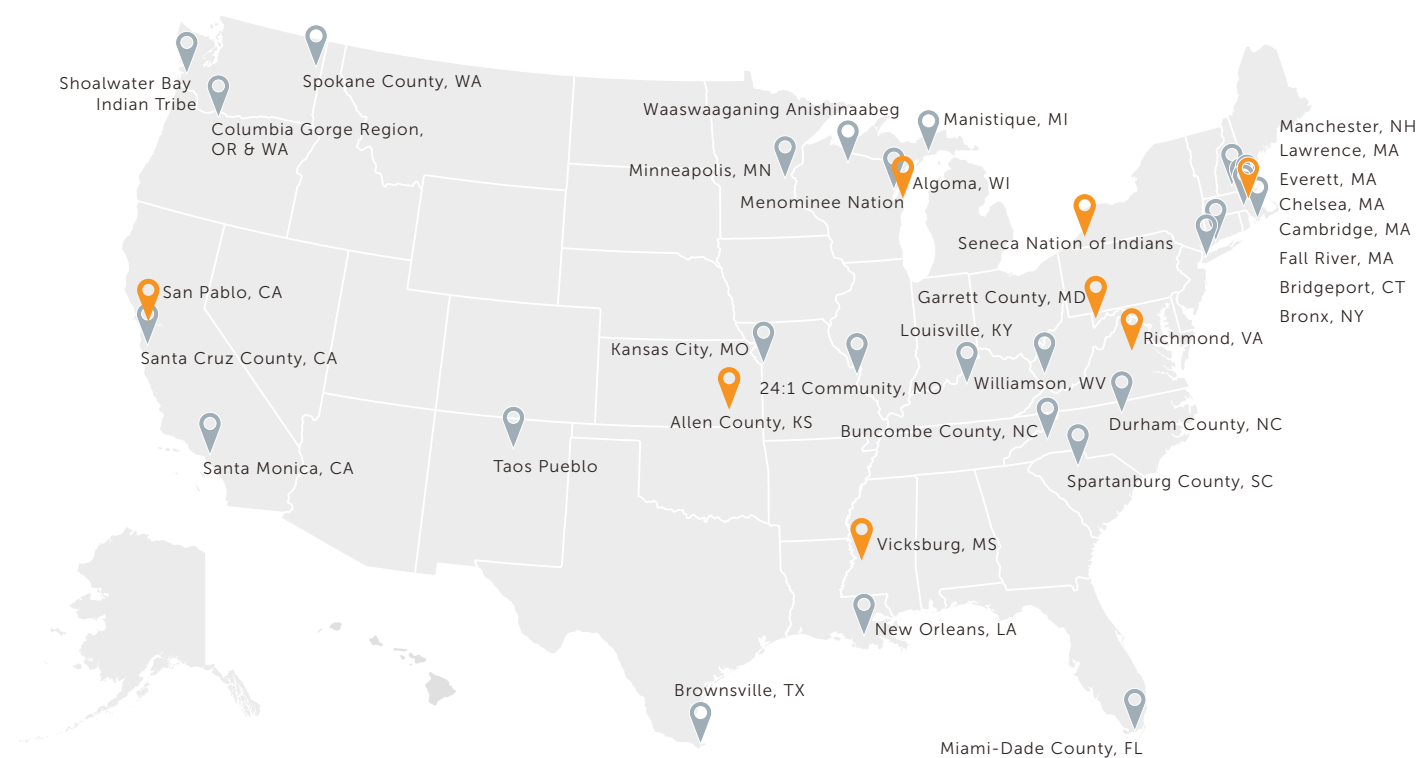 Shoalwater Bay
Indian Tribe
Spokane County, WA
Columbia Gorge Region,
OR & WA
Waaswaaganing Anishinaabeg
Manistique, MI
Minneapolis, MN
Algoma, WI
Menominee Nation
Manchester, NH
Lawrence, MA
Everett, MA
Chelsea, MA
Cambridge, MA
Fall River, MA
Bridgeport, CT
Bronx, NY
Seneca Nation of Indians
San Pablo, CA
Santa Cruz County, CA
Garrett County, MD
Louisville, KY
Richmond, VA
Kansas City, MO
24:1 Community, MO
Williamson, WV
Allen County, KS
Buncombe County, NC
Durham County, NC
Santa Monica, CA
Taos Pueblo
Spartanburg County, SC
Vicksburg, MS
New Orleans, LA
Brownsville, TX
Miami-Dade County, FL